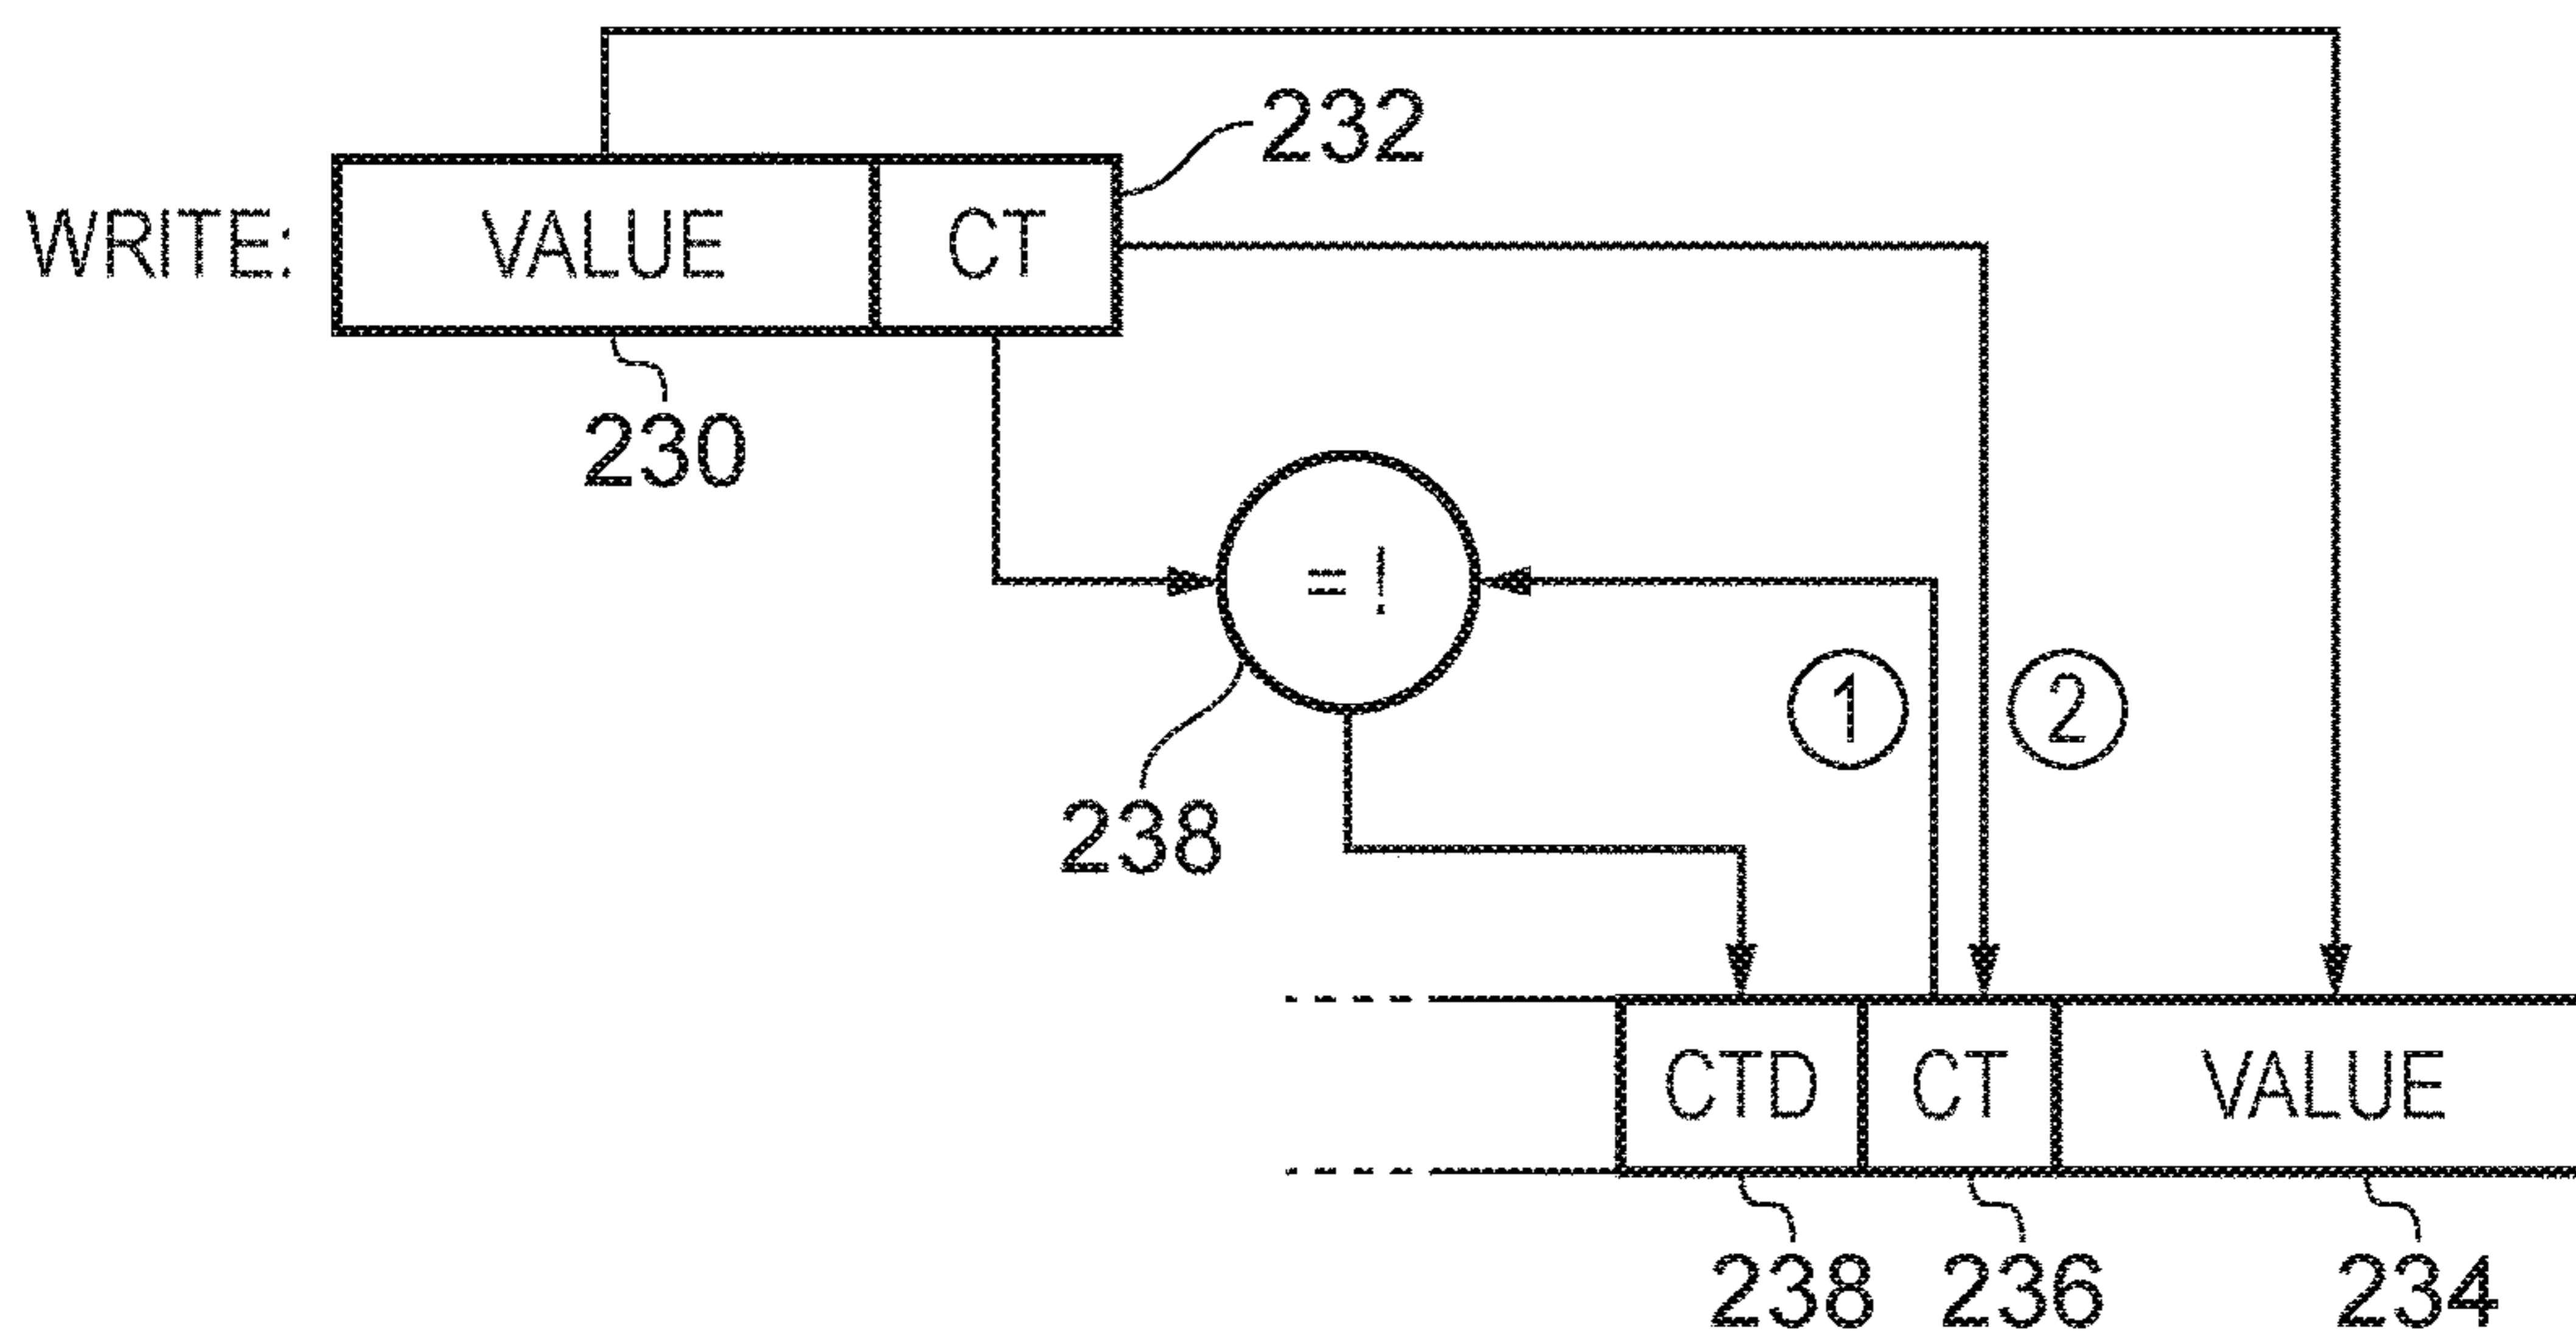 232
WRITE: VALUE CT
230
= !
1 2
238
CTD CT VALUE
238 236 234